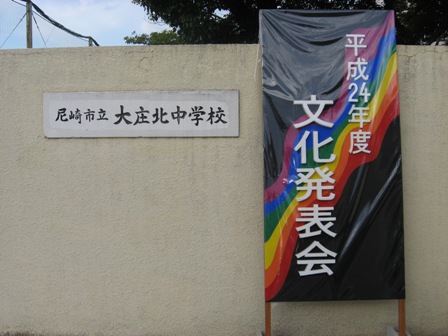 尼崎市立 大庄北中学校
平成24年度
文化発表会